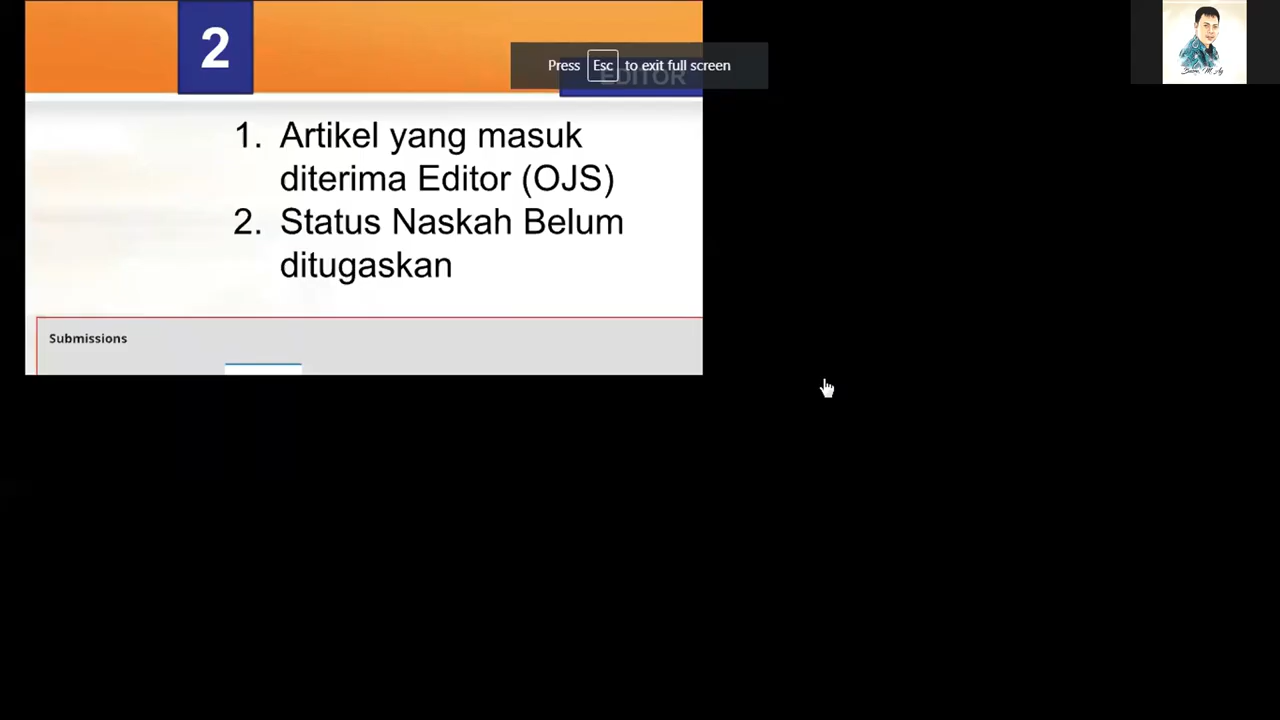 2
Press Esc to exit full screen
EDITOR
1. Artikel yang masuk
diterima Editor (OJS)
2. Status Naskah Belum
ditugaskan
Submissions